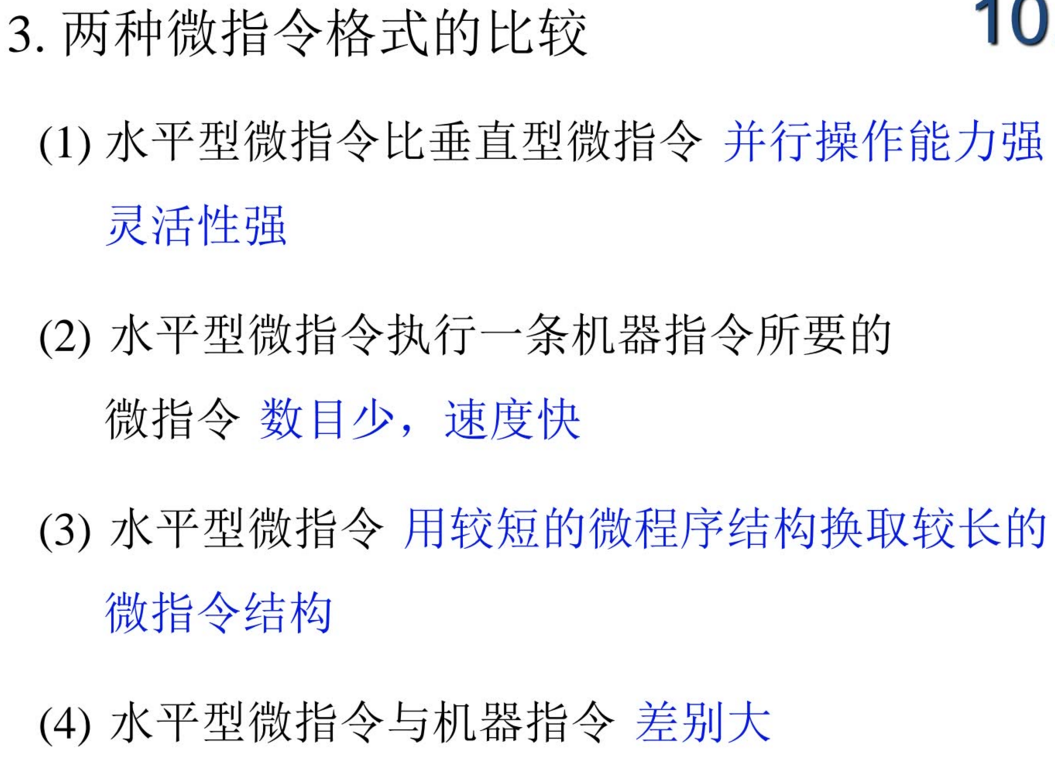 3. 两种微指令格式的比较
10
(1) 水平型微指令比垂直型微指令 并行操作能力强
灵活性强
(2) 水平型微指令执行一条机器指令所要的
微指令 数目少，速度快
(3) 水平型微指令 用较短的微程序结构换取较长的
微指令结构
(4) 水平型微指令与机器指令 差别大